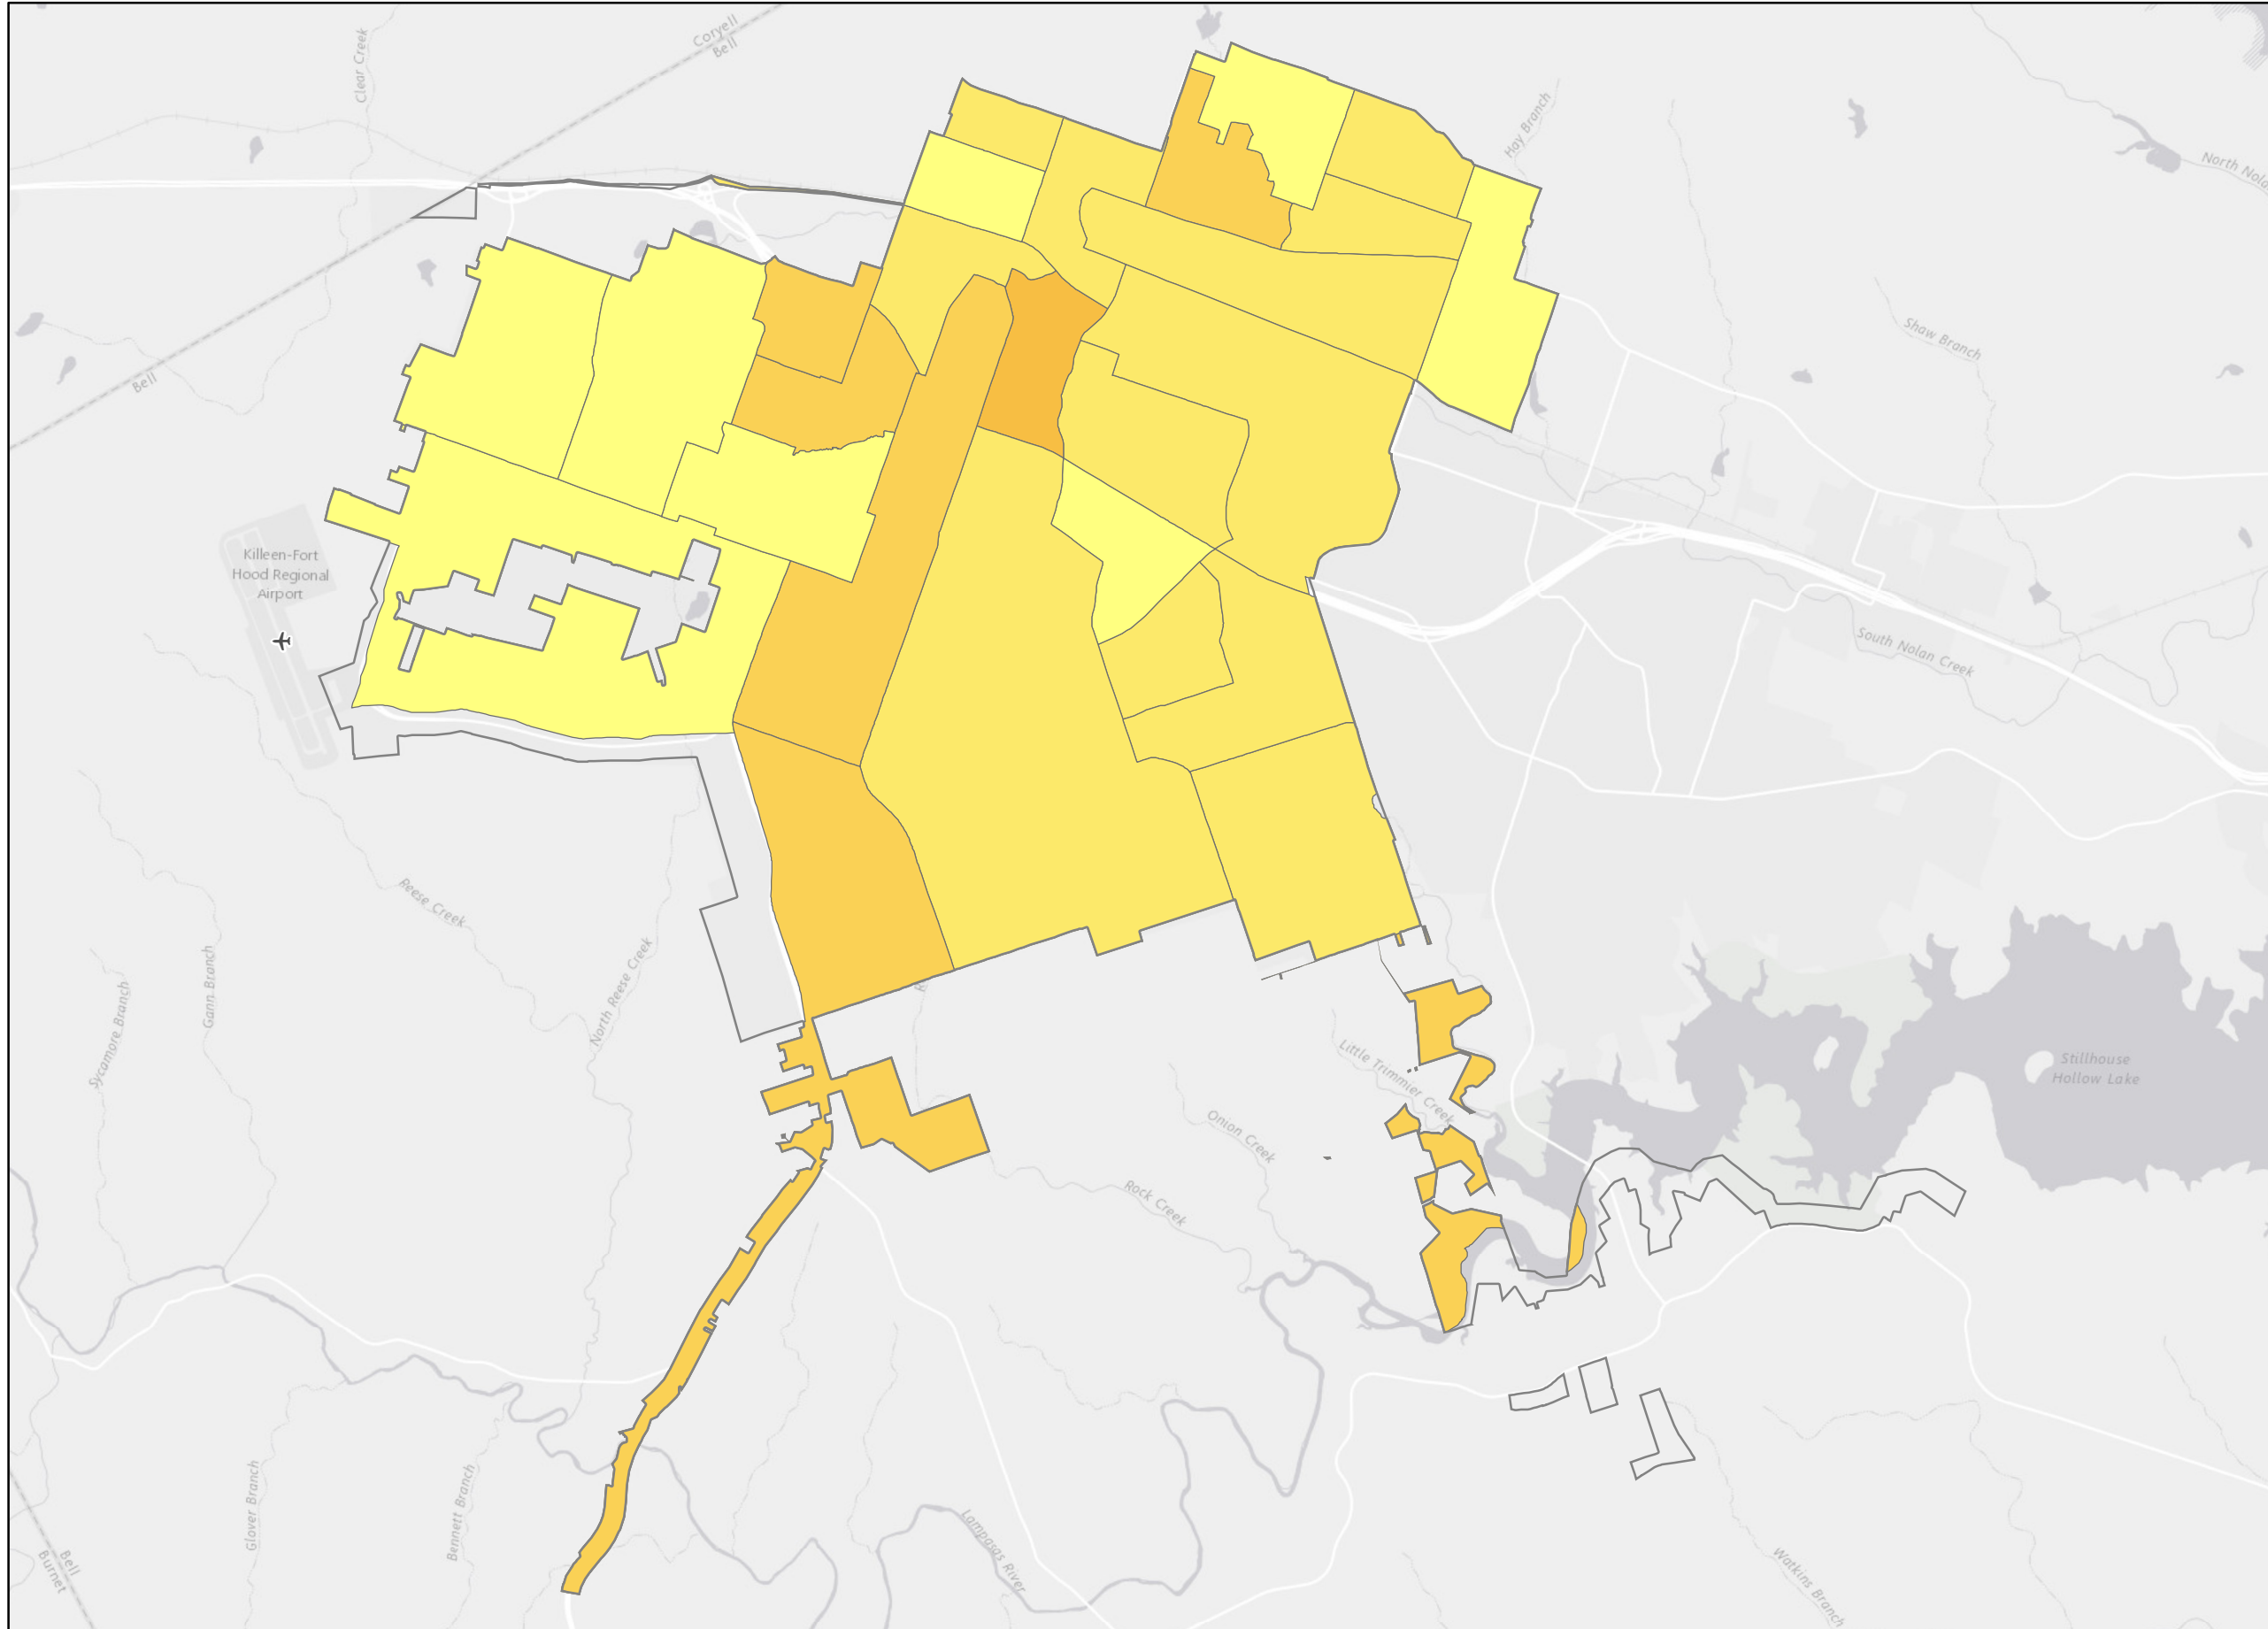 Coryell
Bell
Clear Creek
Hay Branch
North Nola
Shaw Branch
Bell
Killeen-Fort
Hood Regional
Airport
South Nolan Creek
Reese Creek
North Reese Creek
Gann Branch
Sycamore Branch
R
Little Trimmier Creek
Stillhouse
Hollow Lake
Onion Creek
Rock Creek
Glover Branch
Bennett Branch
Lampasas River
Watkins Branch
Bell
Burnet